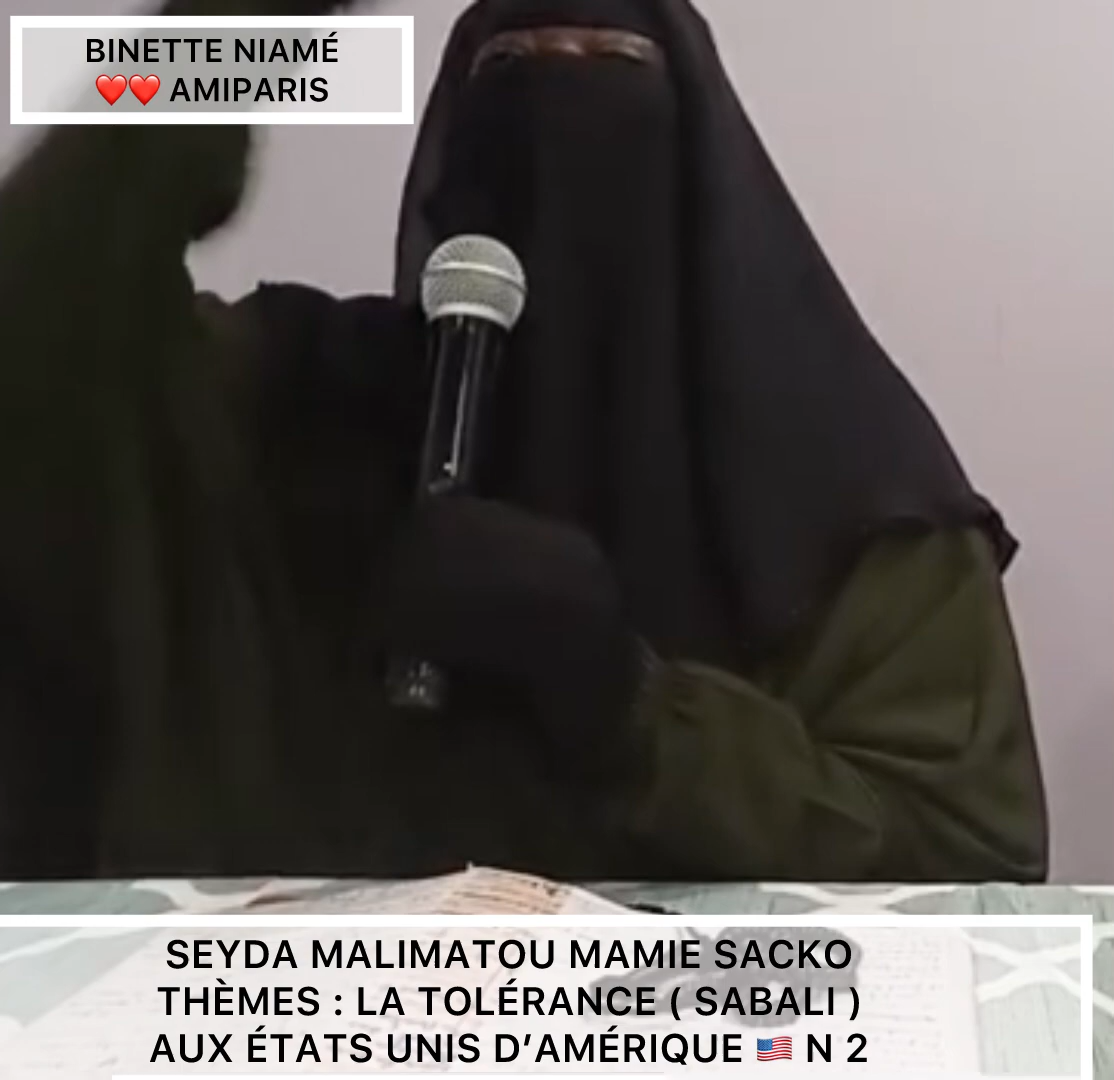 BINETTE NIAMÉ
❤️❤️ AMIPARIS
SEYDA MALIMATOU MAMIE SACKO
THÈMES : LA TOLÉRANCE ( SABALI )
AUX ÉTATS UNIS D’AMÉRIQUE 🇺🇸 N 2